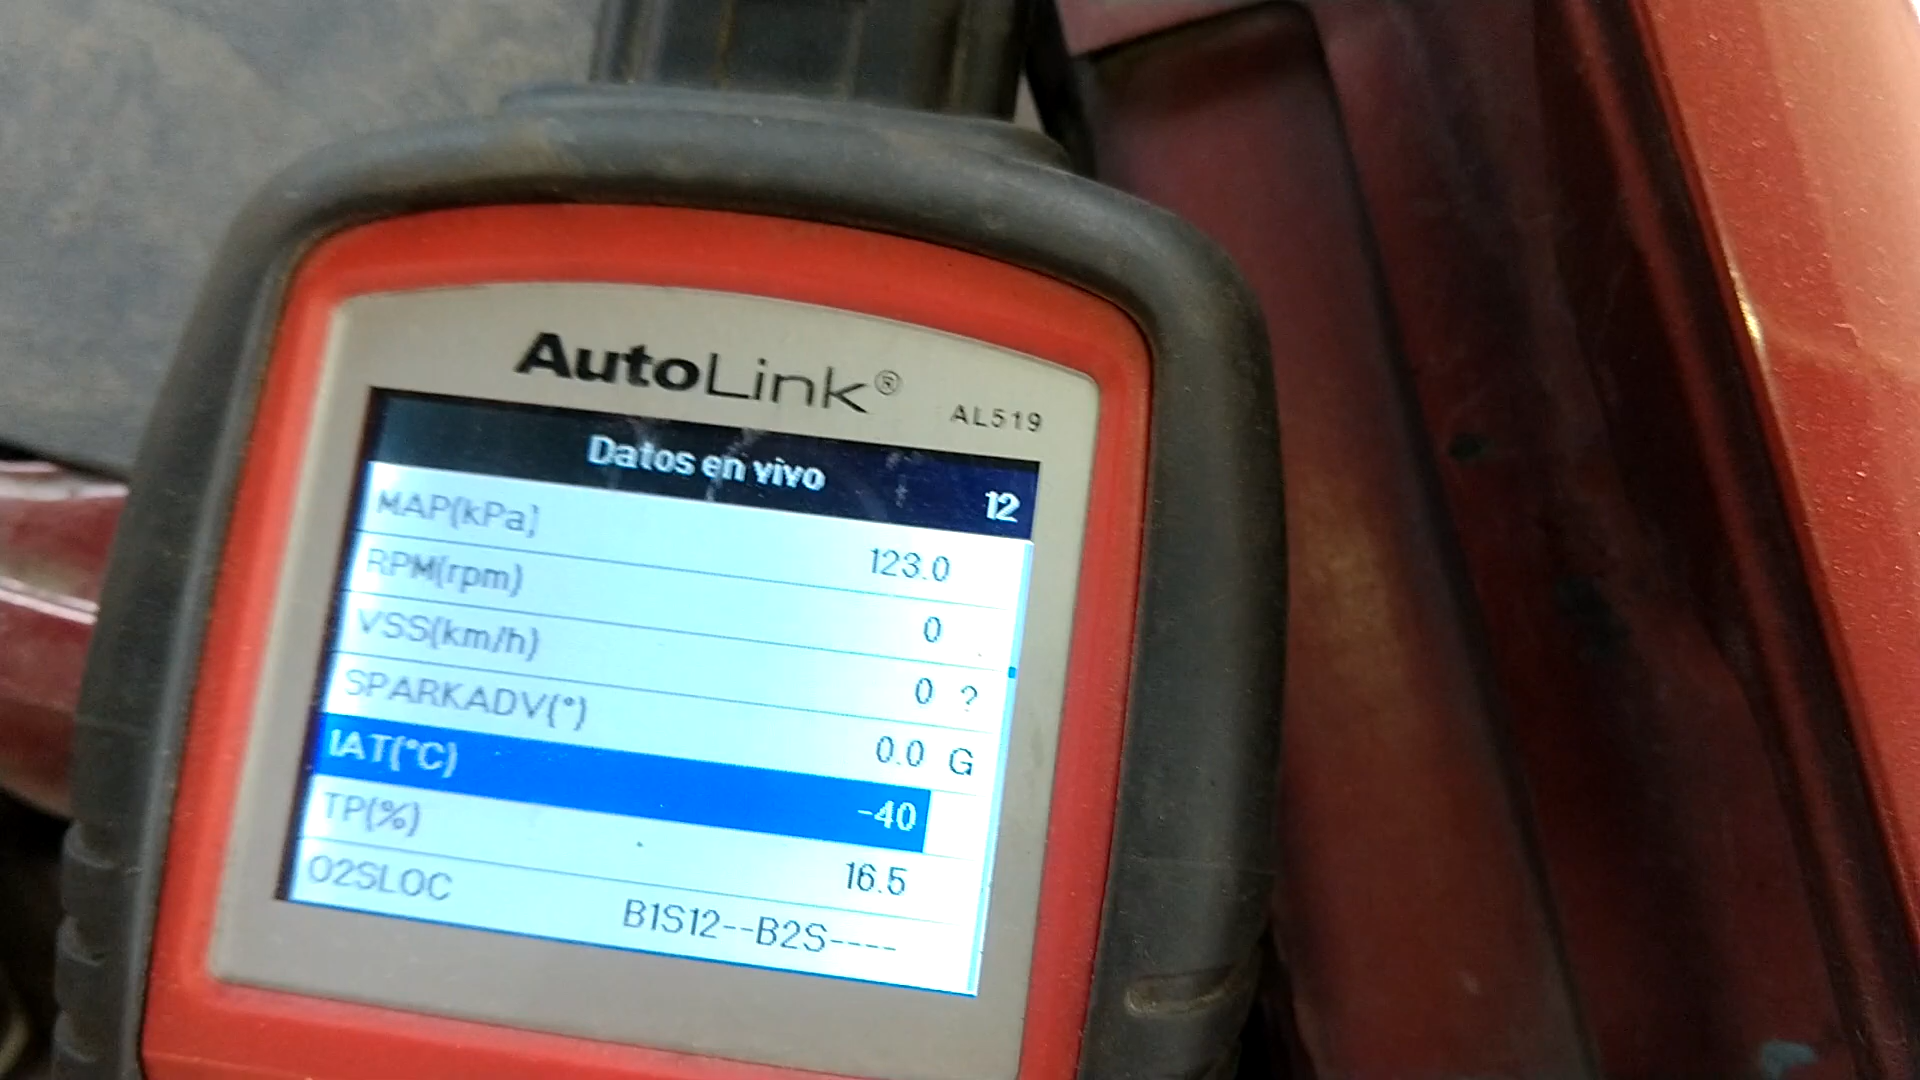 AutoLink®
AL519
Datos en vivo 12
MAP(kPa) 123.0
RPM(rpm) 0
VSS(km/h) 0 ?
SPARKADV(°) 0.0 G
IAT(°C) -40
TP(%) 16.5
O2SLOC B1S12--B2S----